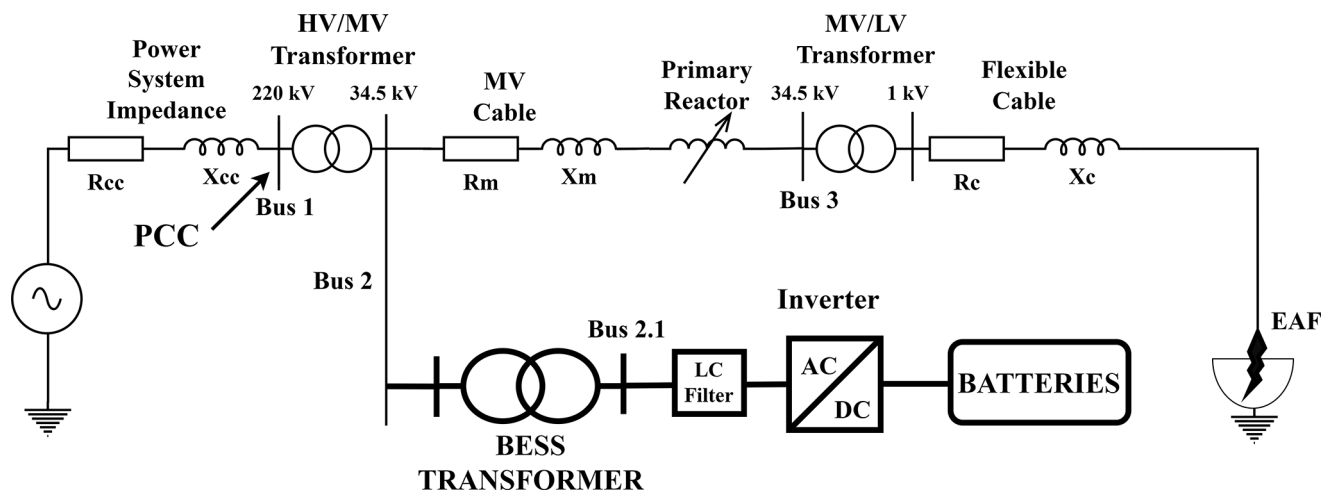 Power
System
Impedance
HV/MV
Transformer
220 kV
34.5 kV
MV
Cable
Primary
Reactor
MV/LV
Transformer
34.5 kV
1 kV
Flexible
Cable
Rcc
Xcc
Bus 1
PCC
Rm
Xm
Bus 3
Rc
Xc
Bus 2
Bus 2.1
Inverter
EAF
LC
Filter
AC
DC
BATTERIES
BESS
TRANSFORMER